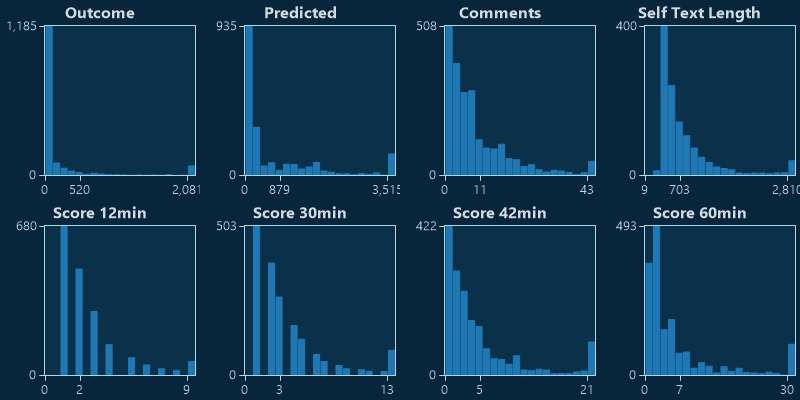 Outcome
1,185
0
0 520 2,081
Predicted
935
0
0 879 3,515
Comments
508
0
0 11 43
Self Text Length
400
0
9 703 2,810
Score 12min
680
0
0 2 9
Score 30min
503
0
0 3 13
Score 42min
422
0
0 5 21
Score 60min
493
0
0 7 30